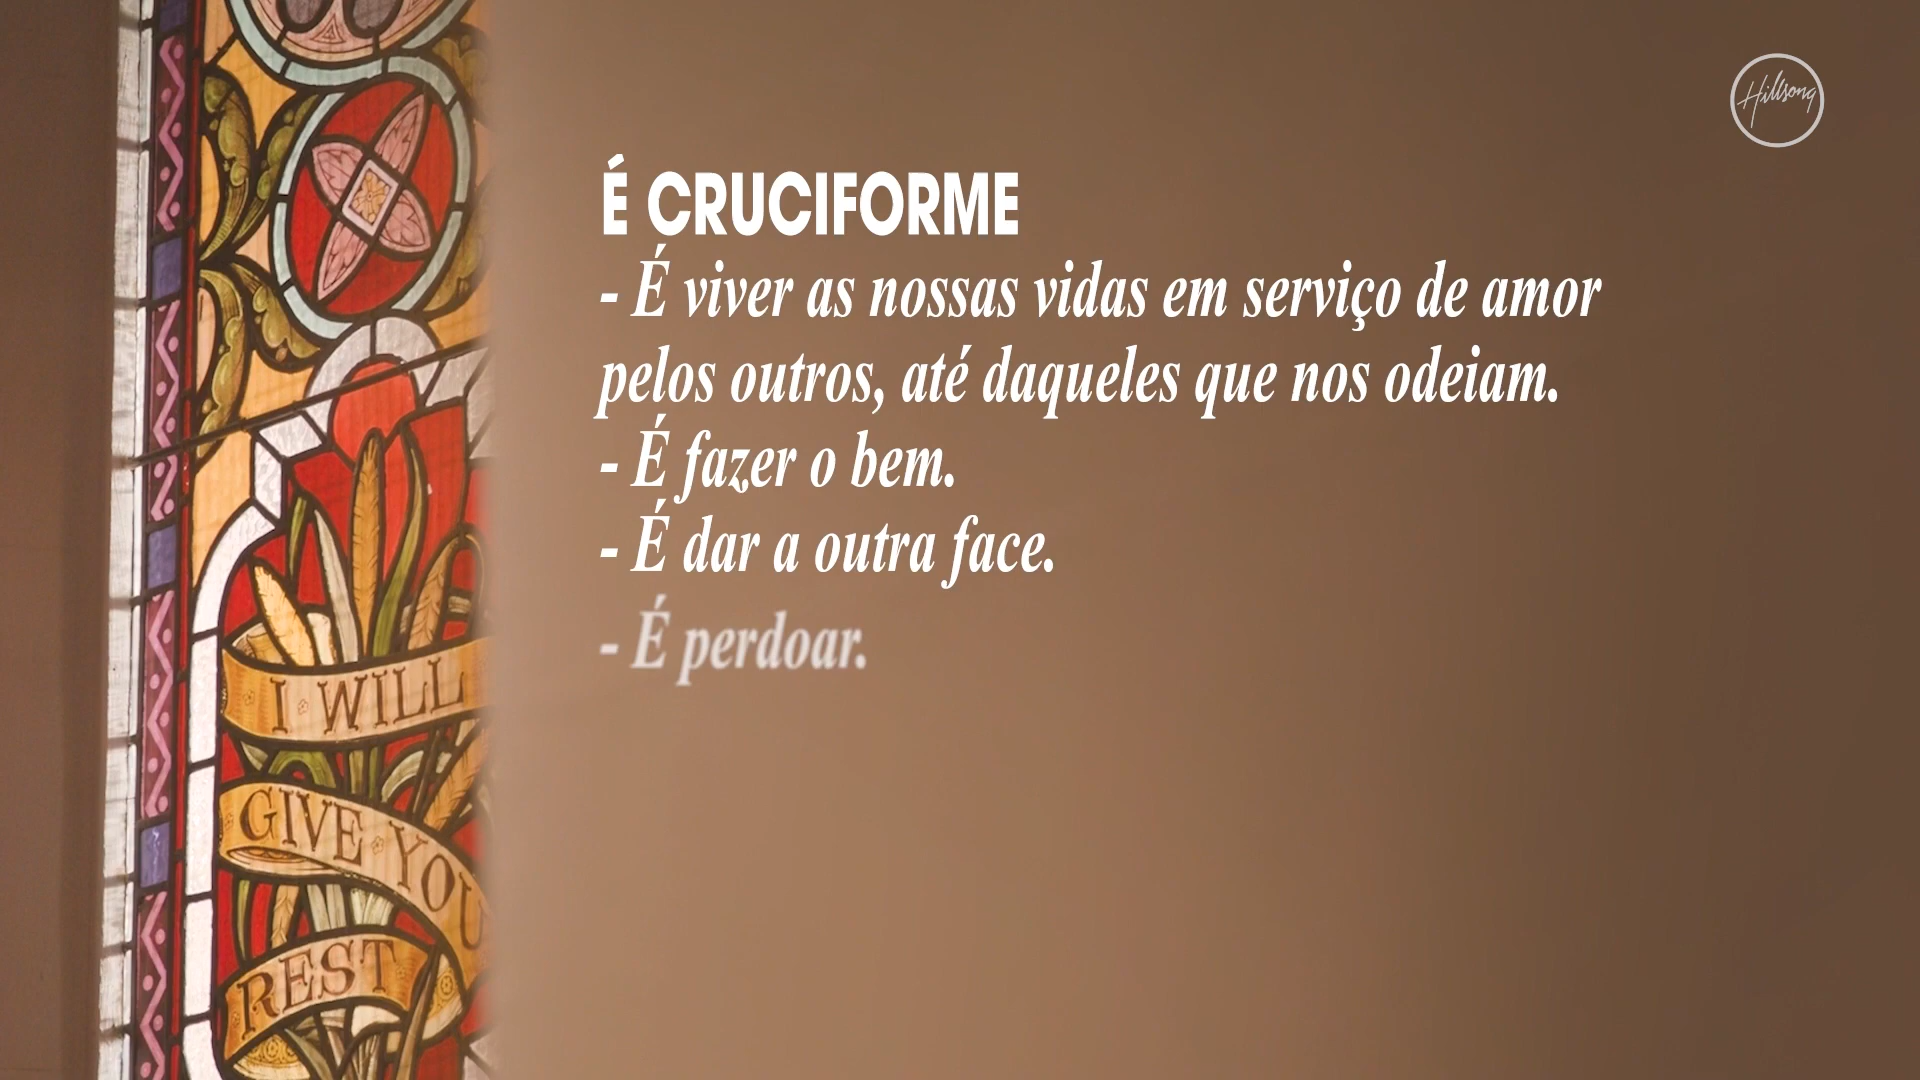 Hillsong
É CRUCIFORME
- É viver as nossas vidas em serviço de amor
pelos outros, até daqueles que nos odeiam.
- É fazer o bem.
- É dar a outra face.
- É perdoar.
I WILL
GIVE YOU
REST